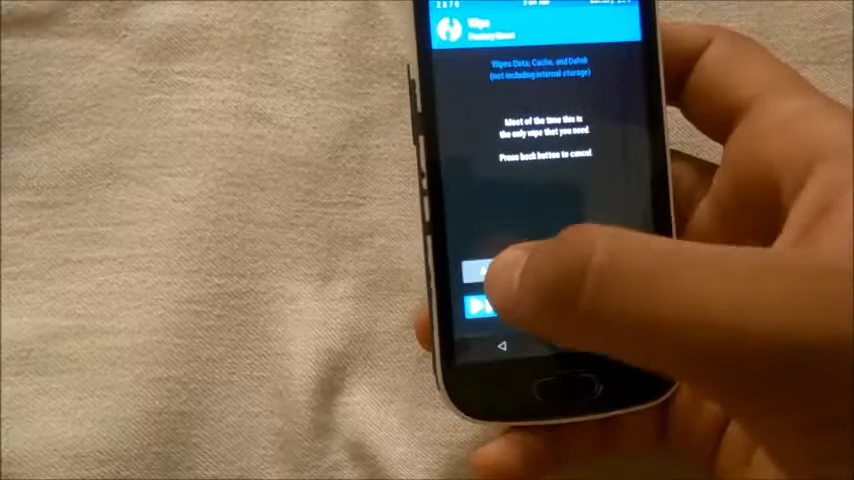 Wipe
Factory Reset
Wipes Data, Cache, and Dalvik
(not including internal storage)
Most of the time this is
the only wipe that you need.
Press back button to cancel.